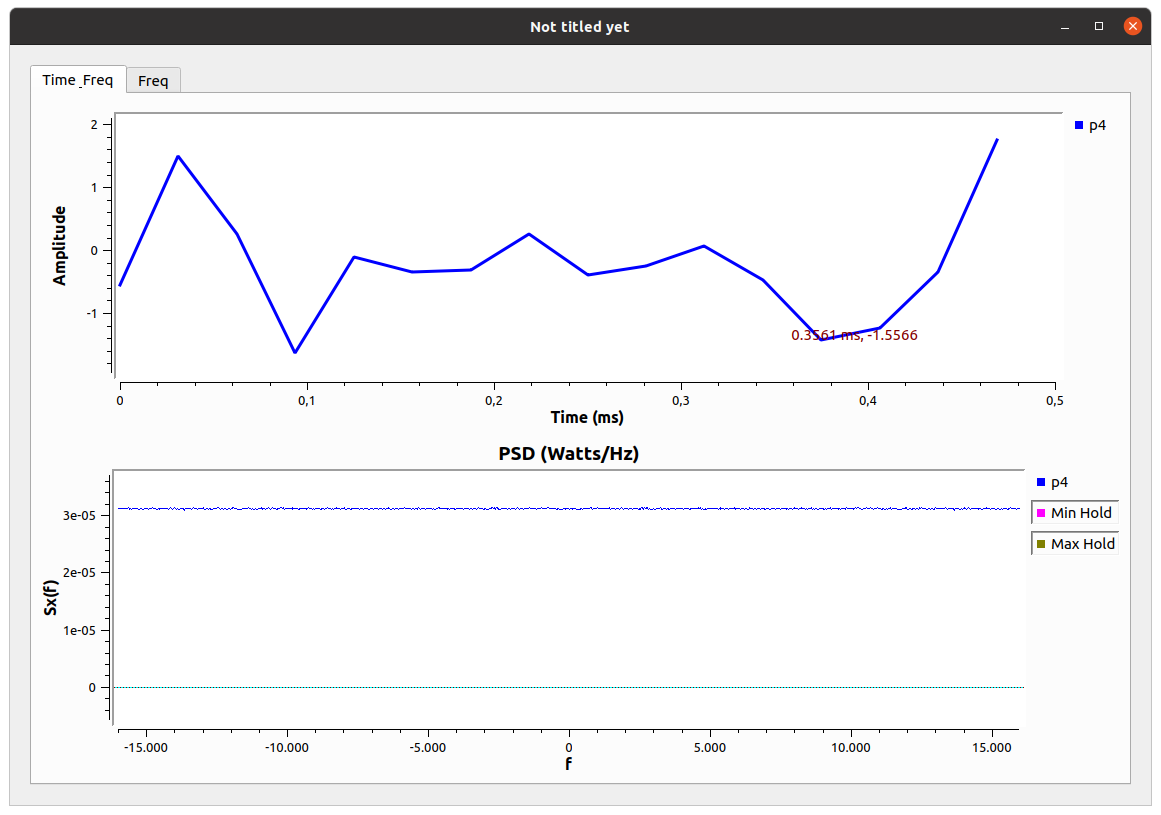 Not titled yet
Time_Freq
Freq
2
1
0
-1
Amplitude
p4
0.3561 ms, -1.5566
0
0,1
0,2
0,3
0,4
0,5
Time (ms)
PSD (Watts/Hz)
3e-05
2e-05
1e-05
0
Sx(f)
p4
Min Hold
Max Hold
-15.000
-10.000
-5.000
0
5.000
10.000
15.000
f